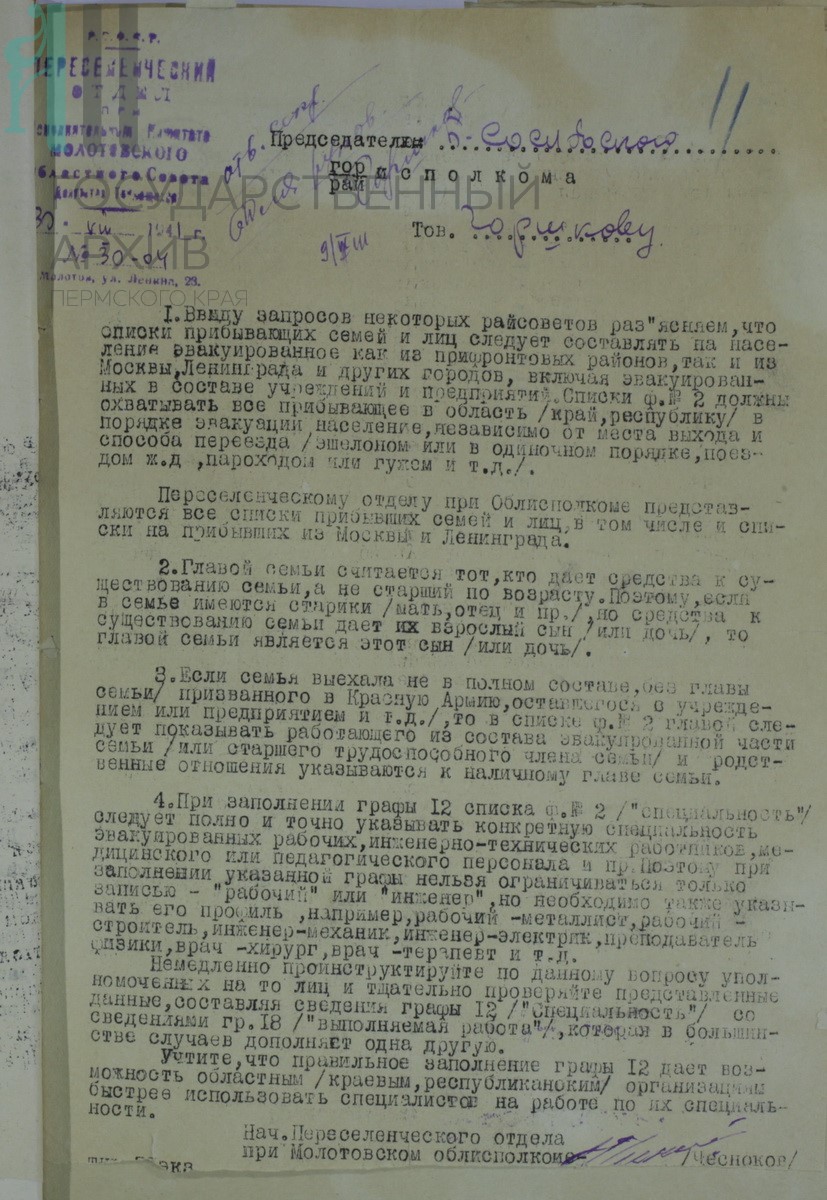 Р.С.Ф.С.Р.
ПЕРЕСЕЛЕНЧЕСКИЙ
ОТДЕЛ
при
Исполнительном Комитете
МОЛОТОВСКОГО
Областного Совета
30 · VIII 1941 г.
№ 30-04
Молотов, ул. Ленина, 23.
11
Председателю Б-Сосновского
гор
рай исполкома
Тов. Горшкову.
отв. секр.
9/VIII
ГОСУДАРСТВЕННЫЙ
АРХИВ
ПЕРМСКОГО КРАЯ
1.Ввиду запросов некоторых райсоветов раз"ясняем,что
списки прибывающих семей и лиц следует составлять на насе-
ление эвакуированное как из прифронтовых районов,так и из
Москвы,Ленинграда и других городов, включая эвакуирован-
ных в составе учреждений и предприятий.Списки ф.№ 2 должны
охватывать все прибывающее в область /край,республику/ в
порядке эвакуации население,независимо от места выхода и
способа переезда /эшелоном или в одиночном порядке,поез-
дом ж.д ,пароходом или гужем и т.д./.
Переселенческому отделу при Облисполкоме представ-
ляются все списки прибывших семей и лиц,в том числе и спи-
ски на прибывших из Москвы и Ленинграда.
2.Главой семьи считается тот,кто дает средства к су-
ществованию семьи,а не старший по возрасту.Поэтому,если
в семье имеются старики /мать,отец и пр./,но средства к
существованию семьи дает их взрослый сын /или дочь/, то
главой семьи является этот сын /или дочь/.
3.Если семья выехала не в полном составе,без главы
семьи/ призванного в Красную Армию,оставшегося с учрежде-
нием или предприятием и т.д./,то в списке ф.№ 2 главой сле-
дует показывать работающего из состава эвакуированной части
семьи /или старшего трудоспособного члена семьи/ и родст-
венные отношения указываются к наличному главе семьи.
4.При заполнении графы 12 списка ф.№ 2 /"специальность"/
следует полно и точно указывать конкретную специальность
эвакуированных рабочих,инженерно-технических работников,ме-
дицинского или педагогического персонала и пр.Поэтому при
заполнении указанной графы нельзя ограничиваться только
записью - "рабочий" или "инженер",но необходимо также указы-
вать его профиль ,например,рабочий -металлист,рабочий -
строитель,инженер-механик,инженер-электрик,преподаватель
физики,врач -хирург,врач -терапевт и т.д.
Немедленно проинструктируйте по данному вопросу упол-
номоченных на то лиц и тщательно проверяйте представленные
данные,составляя сведения графы 12 /"специальность"/ со
сведениями гр.18 /"выполняемая работа"/,которая в большин-
стве случаев дополняет одна другую.
Учтите,что правильное заполнение графы 12 дает воз-
можность областным /краевым,республиканским/ организациям
быстрее использовать специалистов на работе по их специаль-
ности.
Нач.Переселенческого отдела
при Молотовском облисполкоме /Чесноков/